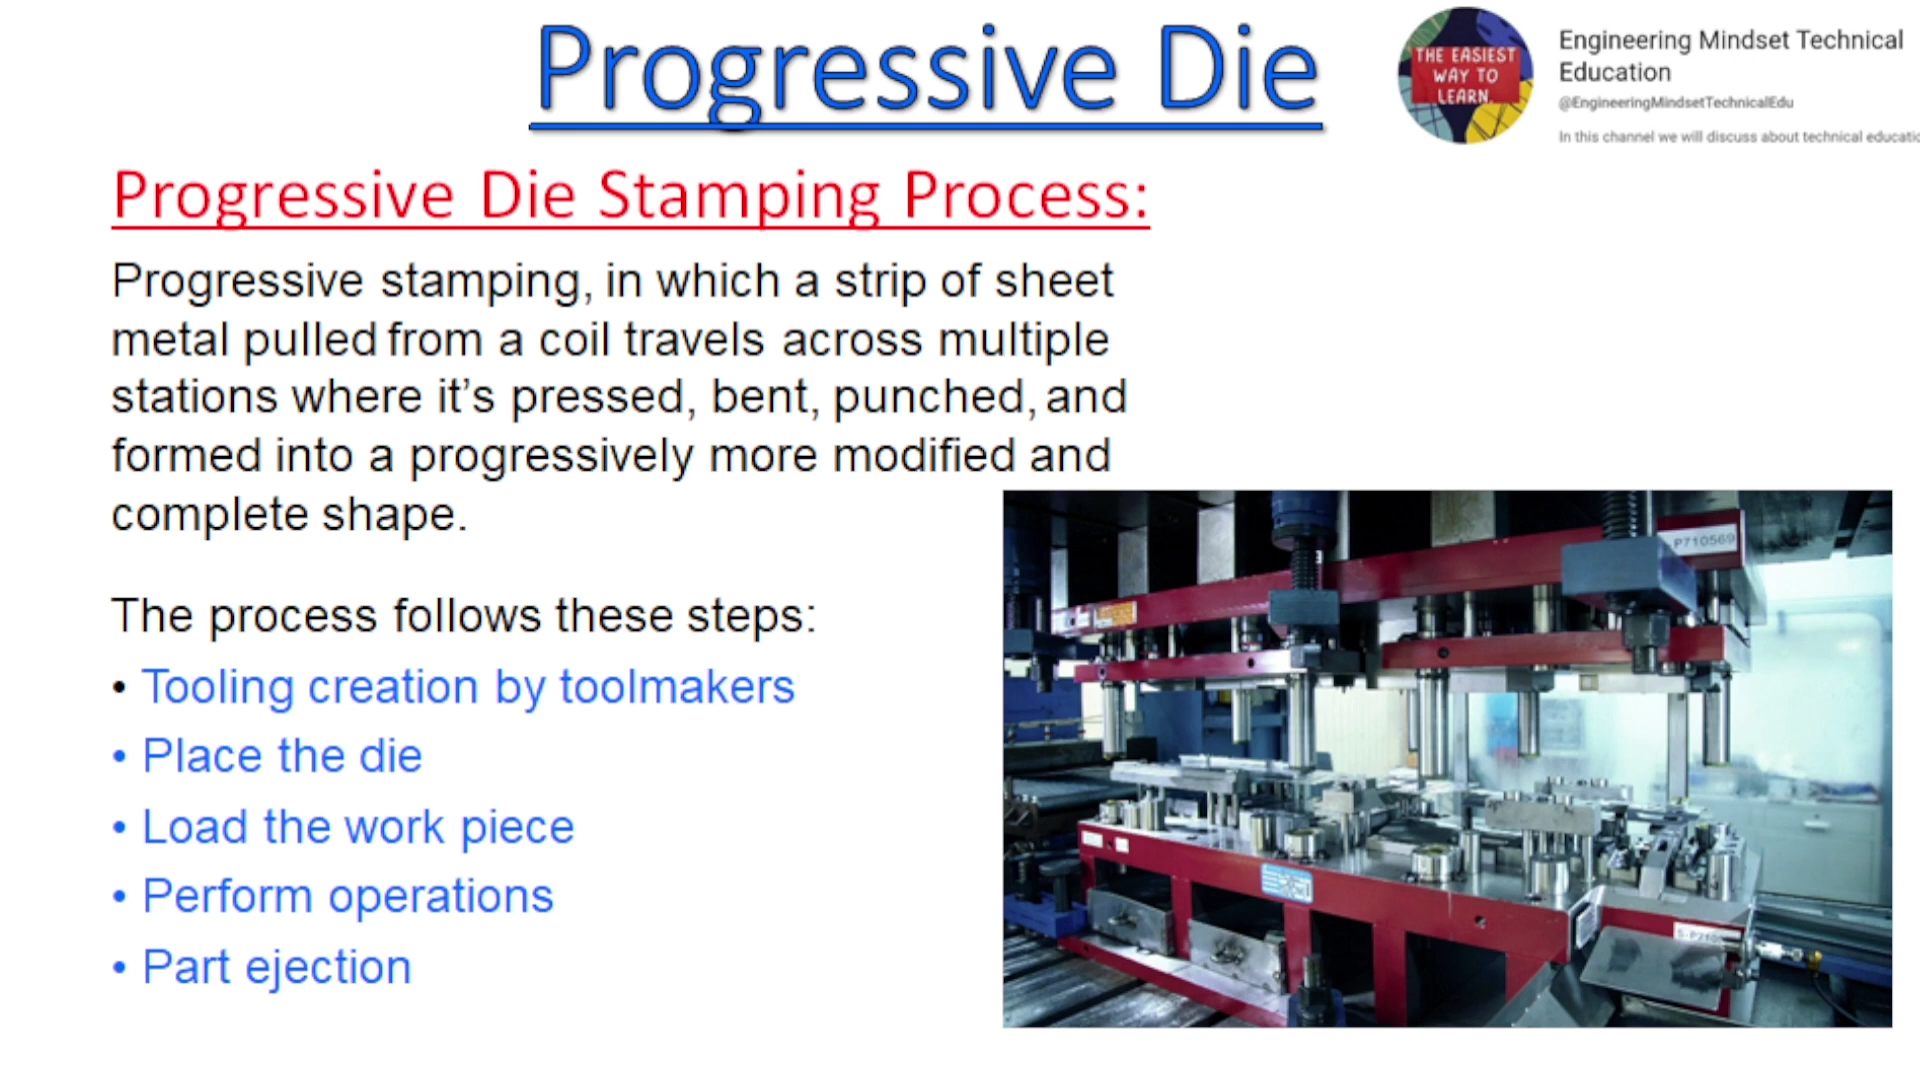 Progressive Die
THE EASIEST
WAY TO
LEARN.
Engineering Mindset Technical
Education
@EngineeringMindsetTechnicalEdu
In this channel we will discuss about technical educatio
Progressive Die Stamping Process:
Progressive stamping, in which a strip of sheet
metal pulled from a coil travels across multiple
stations where it’s pressed, bent, punched, and
formed into a progressively more modified and
complete shape.
The process follows these steps:
• Tooling creation by toolmakers
• Place the die
• Load the work piece
• Perform operations
• Part ejection
P710569